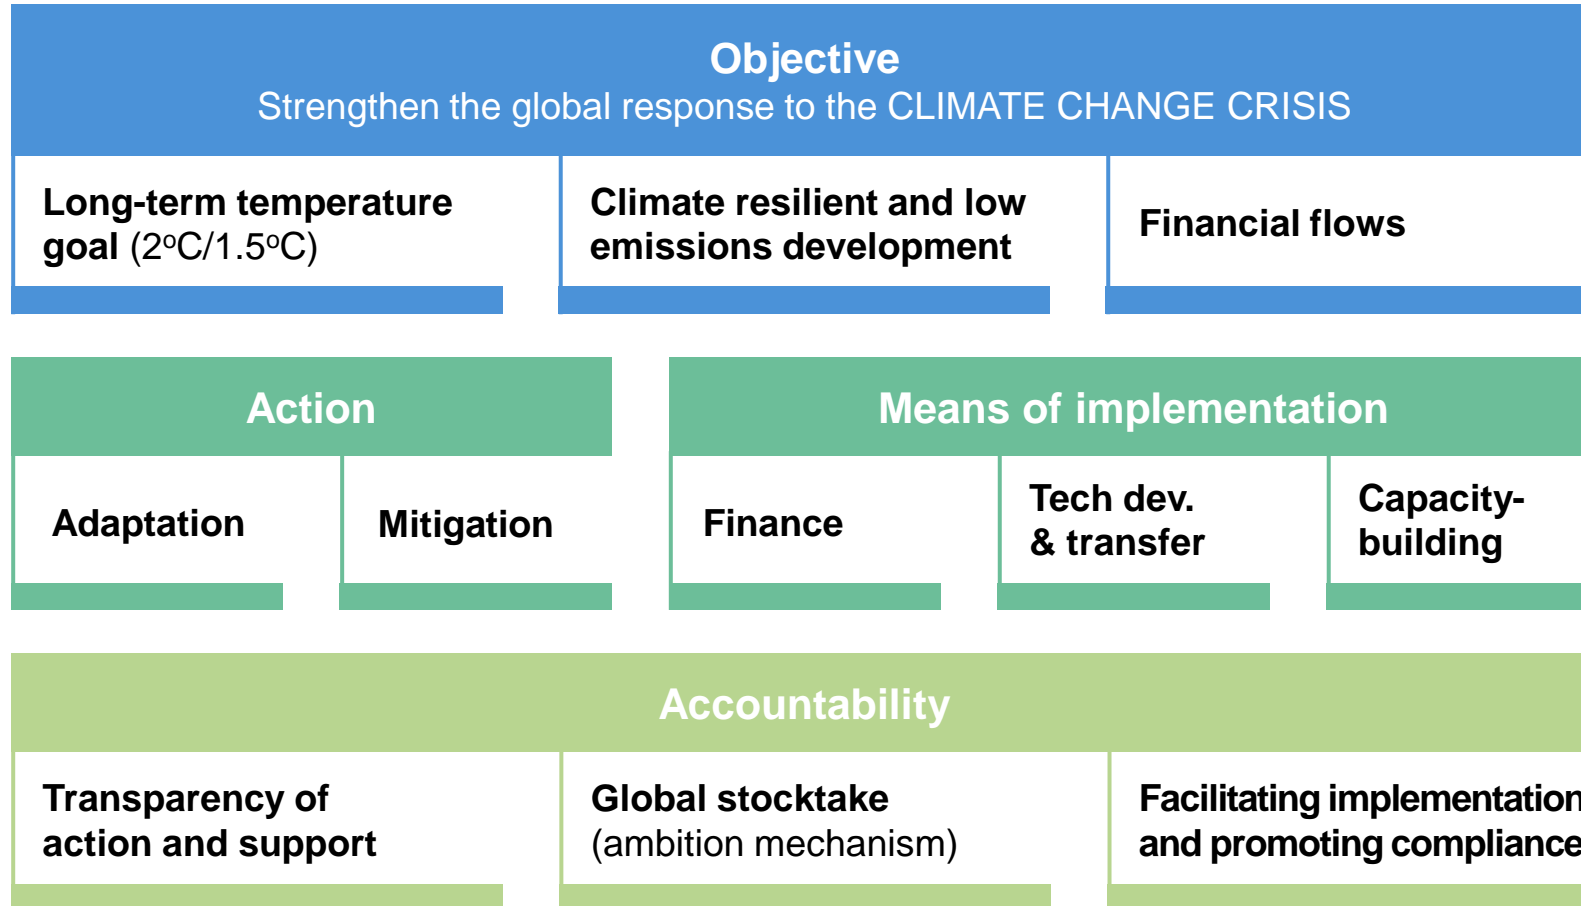 Objective
Strengthen the global response to the CLIMATE CHANGE CRISIS
Long-term temperature
goal (2ºC/1.5ºC)
Climate resilient and low
emissions development
Financial flows
Action
Means of implementation
Adaptation
Mitigation
Finance
Tech dev.
& transfer
Capacity-
building
Accountability
Transparency of
action and support
Global stocktake
(ambition mechanism)
Facilitating implementation
and promoting compliance